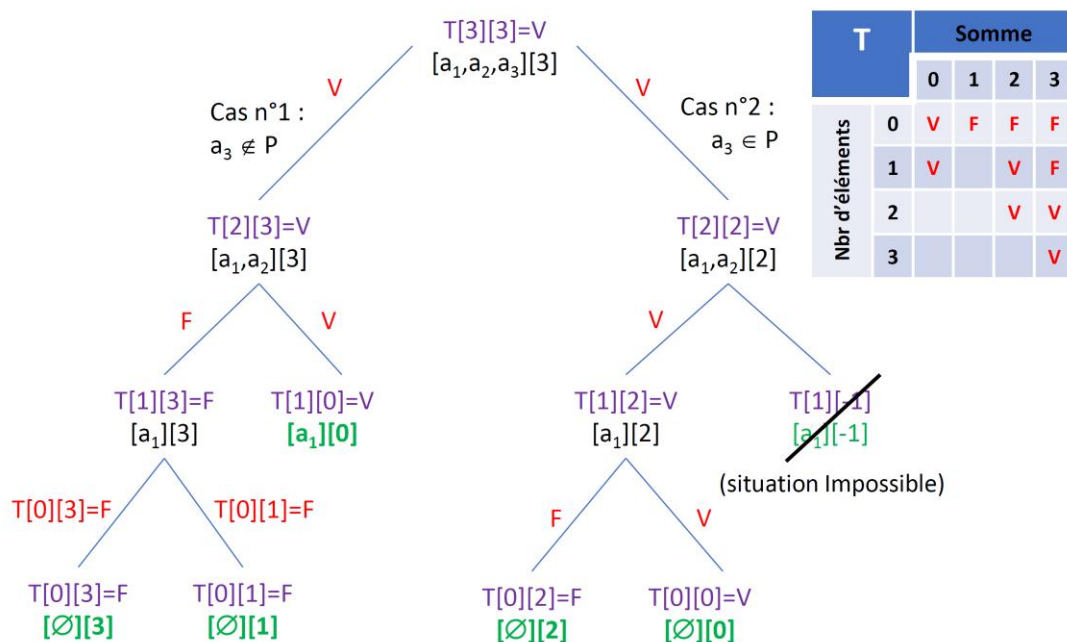 T[3][3]=V
[a₁,a₂,a₃][3]
V
V
Cas n°1 :
a₃ ∉ P
Cas n°2 :
a₃ ∈ P
T[2][3]=V
[a₁,a₂][3]
T[2][2]=V
[a₁,a₂][2]
F
V
V
T[1][3]=F
[a₁][3]
T[1][0]=V
[a₁][0]
T[1][2]=V
[a₁][2]
T[1][-1]
[a₁][-1]
(situation Impossible)
T[0][3]=F
T[0][1]=F
F
V
T[0][3]=F
[∅][3]
T[0][1]=F
[∅][1]
T[0][2]=F
[∅][2]
T[0][0]=V
[∅][0]
T
Somme
0 1 2 3
Nbr d'éléments
0 V F F F
1 V V F
2 V V
3 V